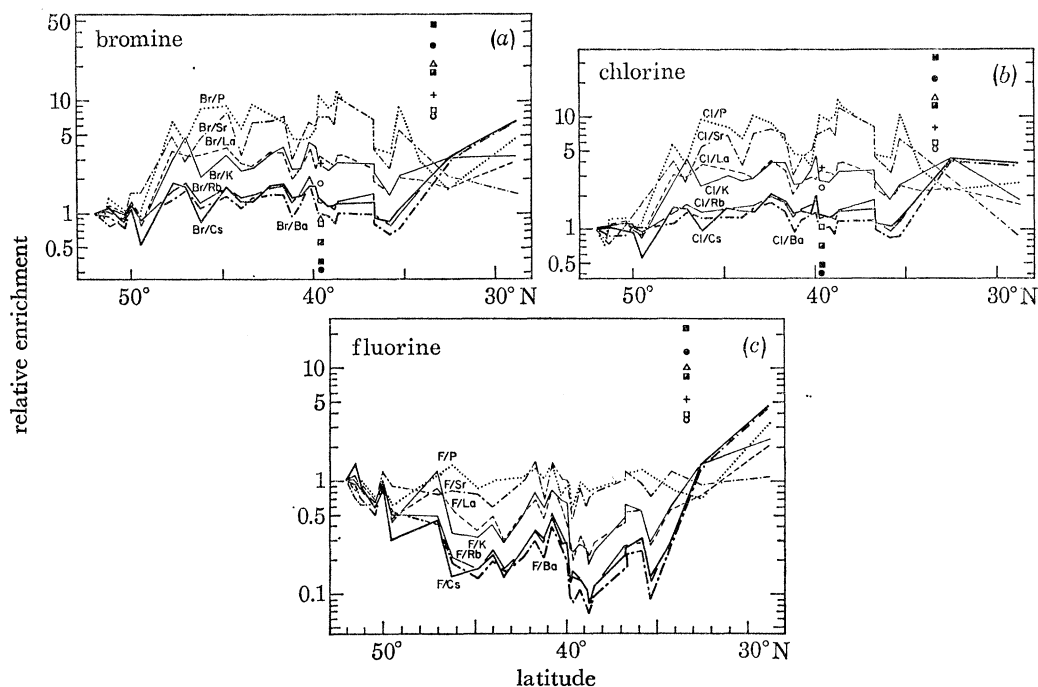 bromine
(a)
50
10
5
1
0.5
Br/P
Br/Sr
Br/La
Br/K
Br/Rb
Br/Cs
Br/Ba
50°
40°
30° N
chlorine
(b)
10
5
1
0.5
Cl/P
Cl/Sr
Cl/La
Cl/K
Cl/Rb
Cl/Cs
Cl/Ba
50°
40°
30° N
relative enrichment
fluorine
(c)
10
5
1
0.5
0.1
F/P
F/Sr
F/La
F/K
F/Rb
F/Cs
F/Ba
50°
40°
30° N
latitude